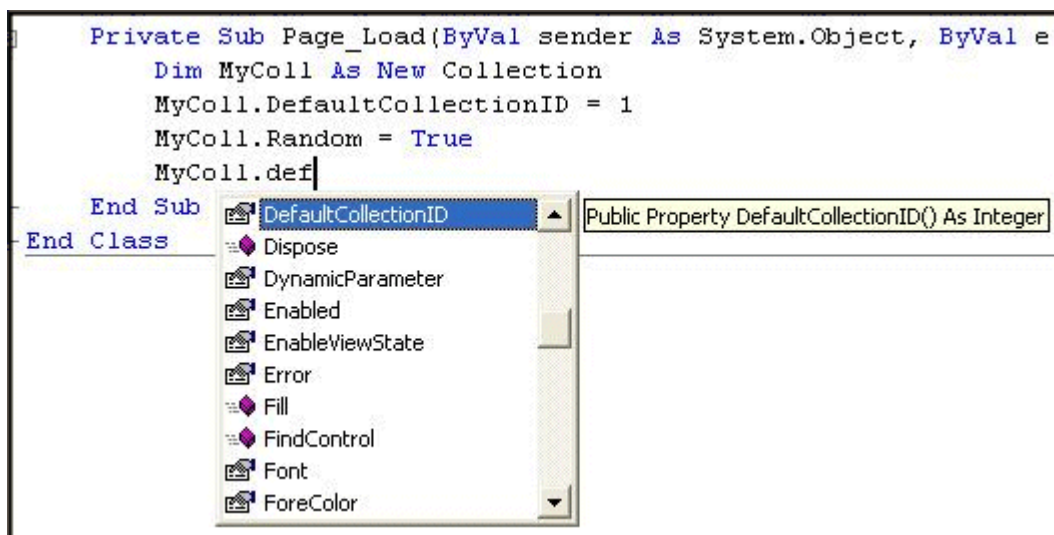 Private Sub Page_Load(ByVal sender As System.Object, ByVal e
Dim MyColl As New Collection
MyColl.DefaultCollectionID = 1
MyColl.Random = True
MyColl.def
End Sub
End Class
DefaultCollectionID
Public Property DefaultCollectionID() As Integer
Dispose
DynamicParameter
Enabled
EnableViewState
Error
Fill
FindControl
Font
ForeColor